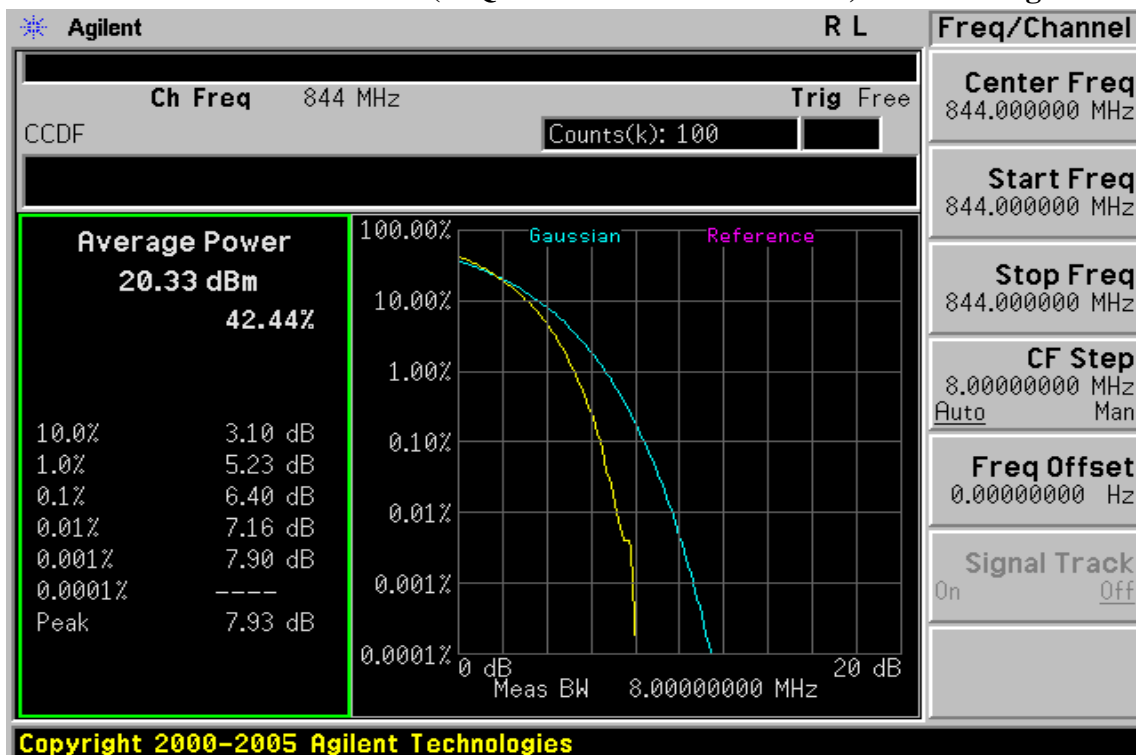 Agilent
R L
Freq/Channel
Ch Freq 844 MHz
Trig Free
CCDF
Counts(k): 100
Average Power
20.33 dBm
42.44%
10.0% 3.10 dB
1.0% 5.23 dB
0.1% 6.40 dB
0.01% 7.16 dB
0.001% 7.90 dB
0.0001% ----
Peak 7.93 dB
Gaussian
Reference
100.00%
10.00%
1.00%
0.10%
0.01%
0.001%
0.0001%
0 dB
20 dB
Meas BW 8.00000000 MHz
Center Freq
844.000000 MHz
Start Freq
844.000000 MHz
Stop Freq
844.000000 MHz
CF Step
8.00000000 MHz
Auto Man
Freq Offset
0.00000000 Hz
Signal Track
On Off
Copyright 2000-2005 Agilent Technologies